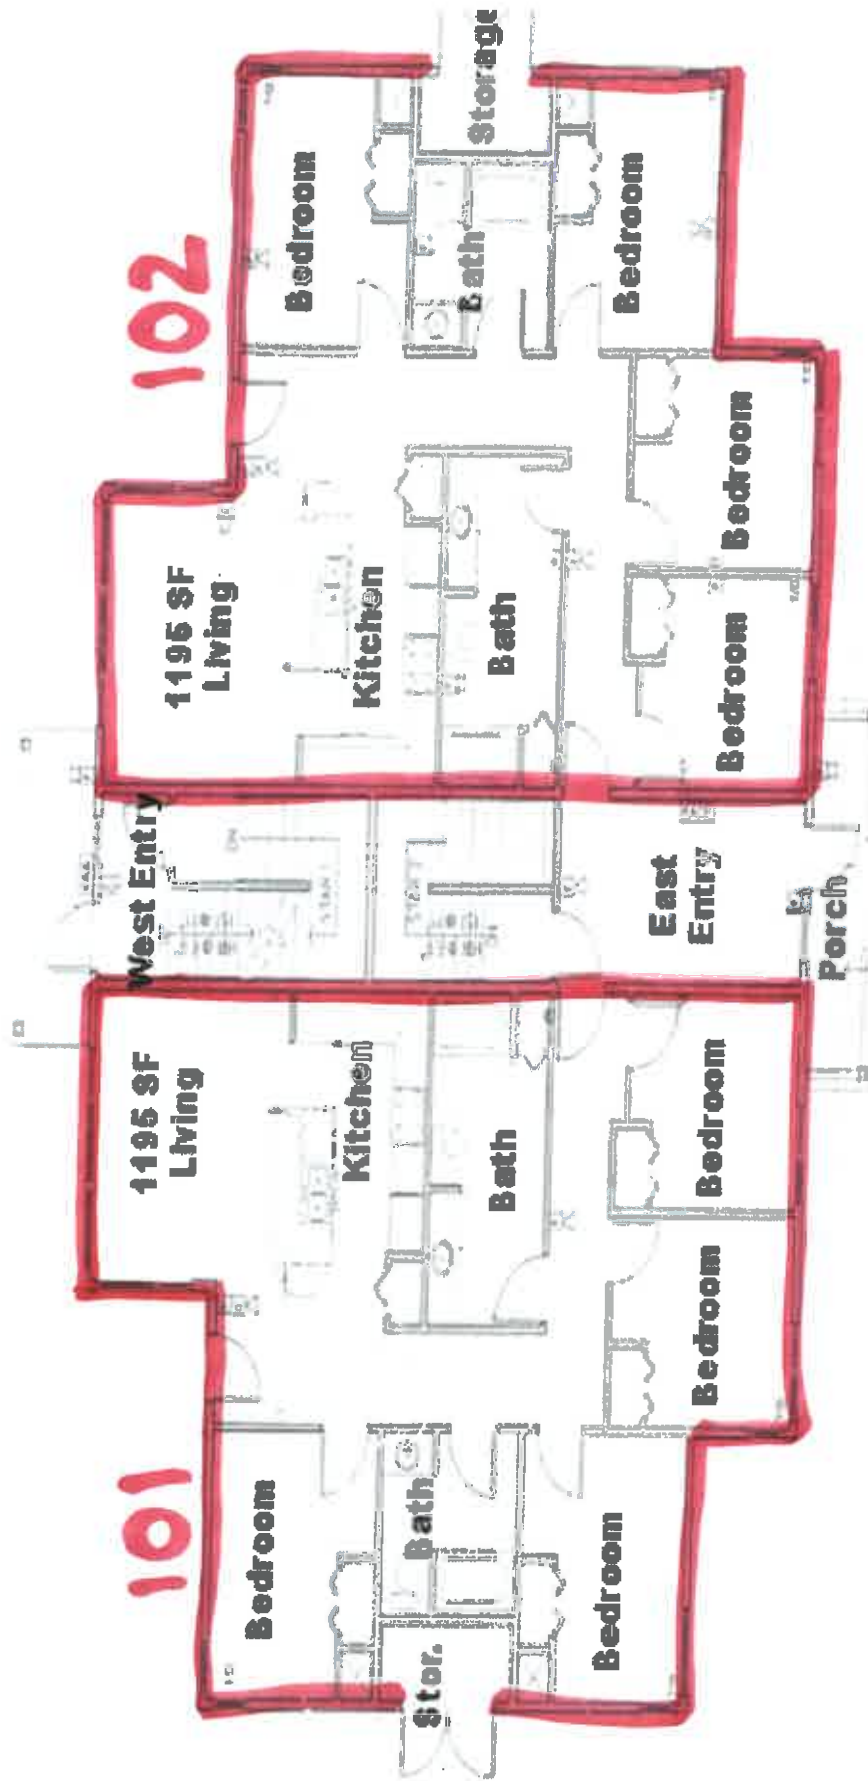 101
102
1195 SF
Living
West Entry
1195 SF
Living
Bedroom
Kitchen
Kitchen
Bedroom
Stor.
Bath
Bath
Bath
Bath
Storage
Bedroom
Bedroom
Bedroom
East
Entry
Bedroom
Bedroom
Bedroom
Porch